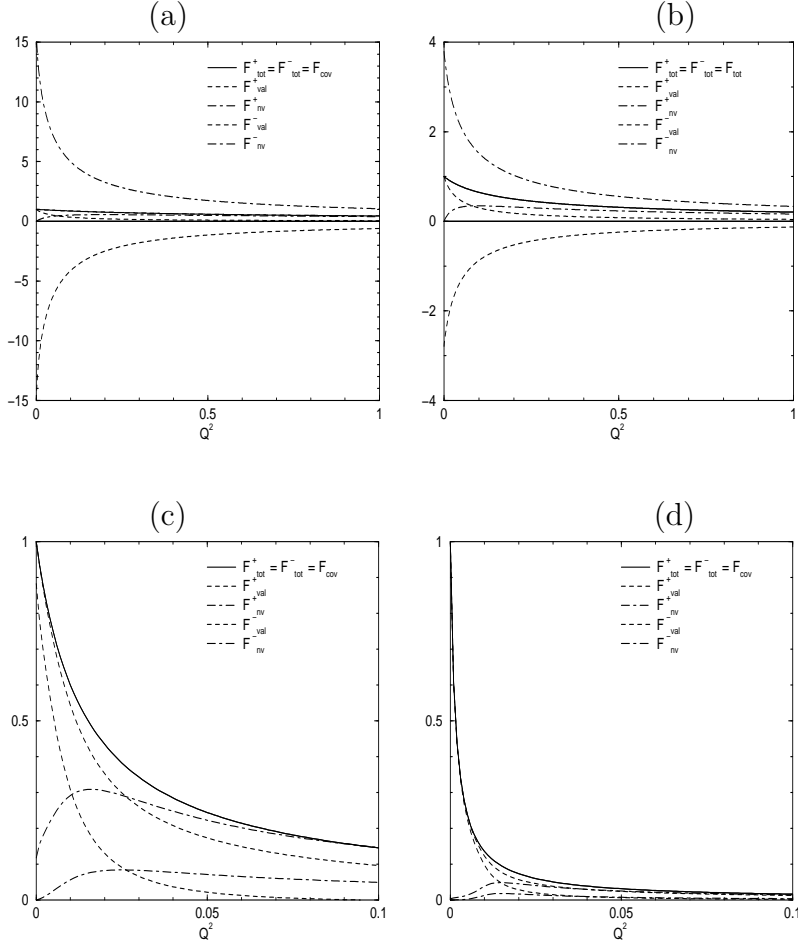 (a)
15
10
5
0
−5
−10
−15
0
0.5
1
Q²
F⁺tot = F⁻tot = Fcov
F⁺val
F⁺nv
F⁻val
F⁻nv
(b)
4
2
0
−2
−4
0
0.5
1
Q²
F⁺tot = F⁻tot = Ftot
F⁺val
F⁺nv
F⁻val
F⁻nv
(c)
1
0.5
0
0
0.05
0.1
Q²
F⁺tot = F⁻tot = Fcov
F⁺val
F⁺nv
F⁻val
F⁻nv
(d)
1
0.5
0
0
0.05
0.1
Q²
F⁺tot = F⁻tot = Fcov
F⁺val
F⁺nv
F⁻val
F⁻nv